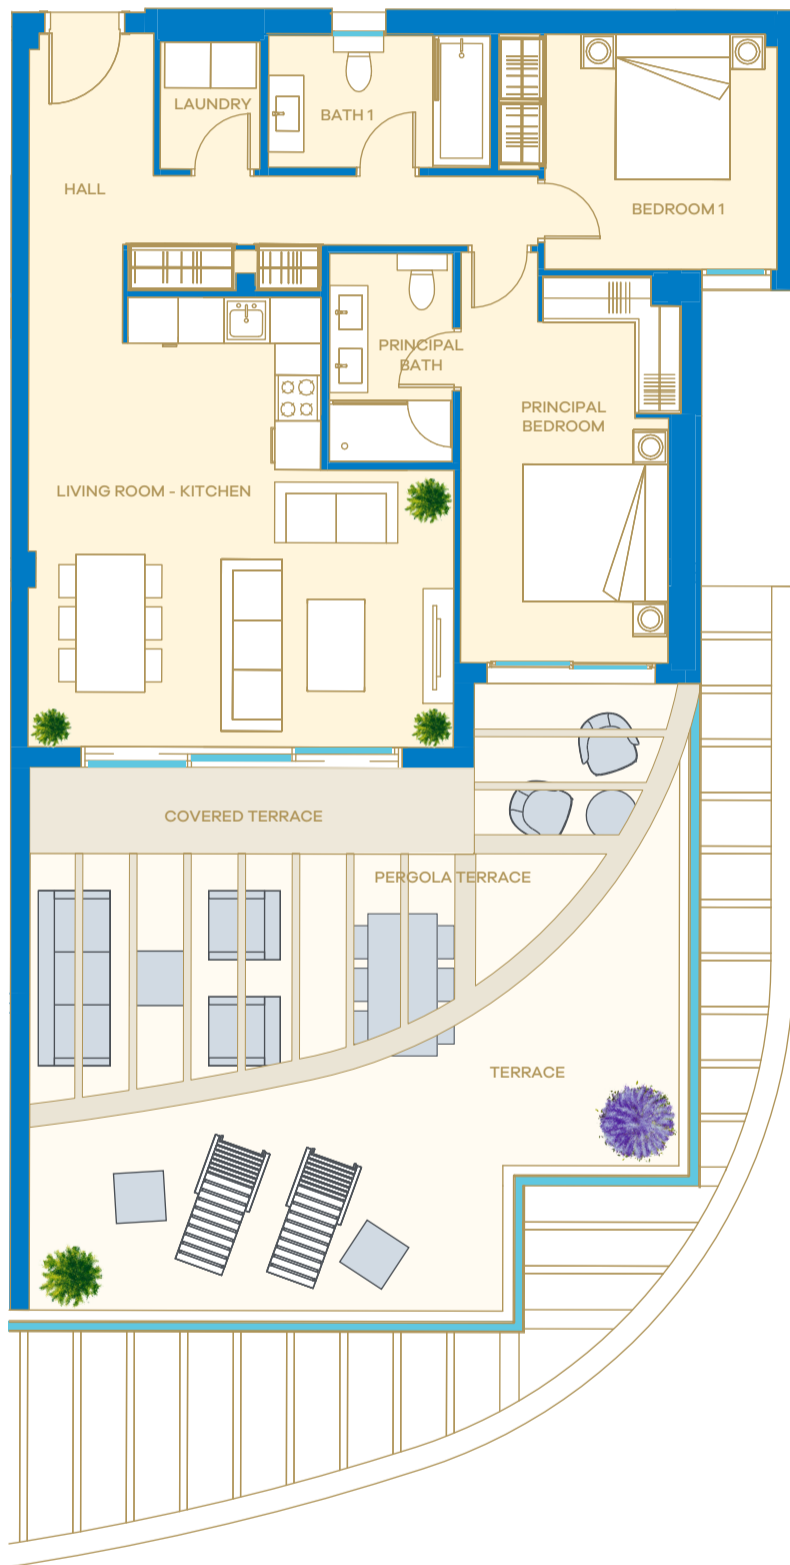 LAUNDRY
BATH 1
HALL
BEDROOM 1
PRINCIPAL
BATH
PRINCIPAL
BEDROOM
LIVING ROOM - KITCHEN
COVERED TERRACE
PERGOLA TERRACE
TERRACE